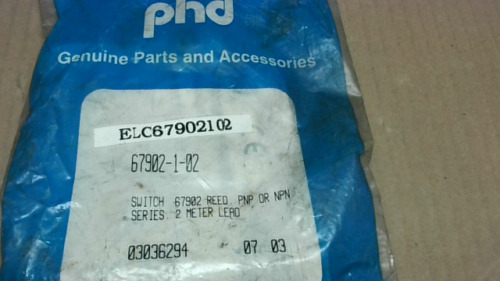 phd
Genuine Parts and Accessories
ELC67902102
67902-1-02
SWITCH 67902 REED, PNP OR NPN
SERIES 2 METER LEAD
03036294 07 03